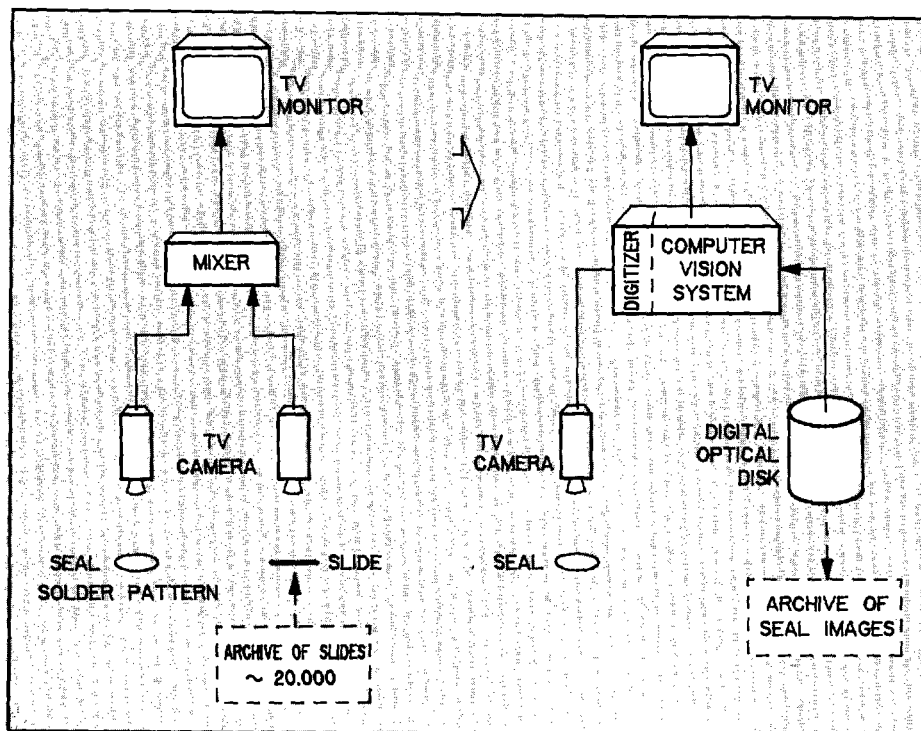 TV
MONITOR
MIXER
TV
CAMERA
SEAL
SOLDER PATTERN
SLIDE
ARCHIVE OF SLIDES
~ 20.000
TV
MONITOR
DIGITIZER
COMPUTER
VISION
SYSTEM
TV
CAMERA
DIGITAL
OPTICAL
DISK
SEAL
ARCHIVE OF
SEAL IMAGES